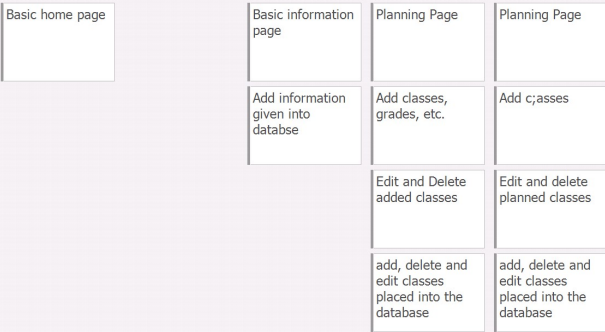 Basic home page
Basic information
page
Planning Page
Planning Page
Add information
given into
databse
Add classes,
grades, etc.
Add c;asses
Edit and Delete
added classes
Edit and delete
planned classes
add, delete and
edit classes
placed into the
database
add, delete and
edit classes
placed into the
database